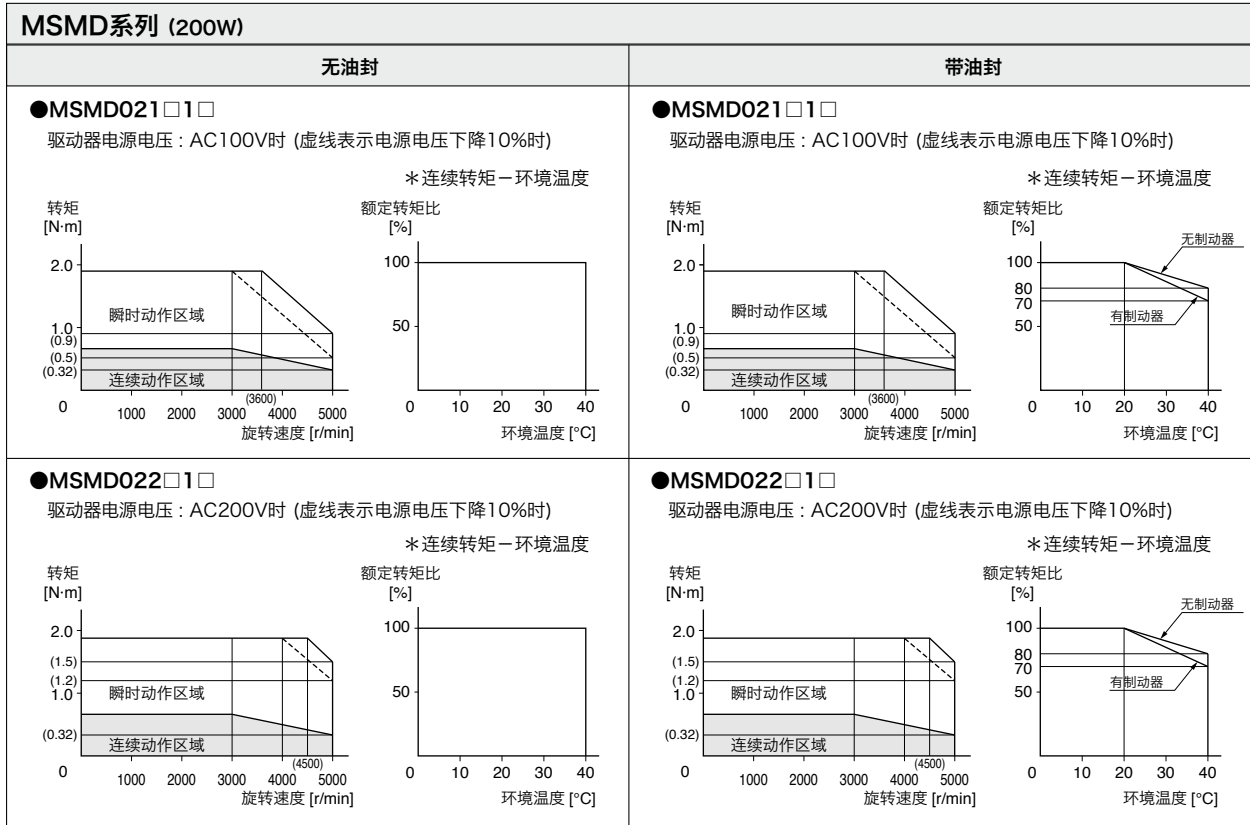 MSMD系列 (200W)
无油封
带油封
●MSMD021□1□
驱动器电源电压 : AC100V时 (虚线表示电源电压下降10%时)
＊连续转矩－环境温度
转矩
[N·m]
2.0
1.0
(0.9)
(0.5)
(0.32)
0
瞬时动作区域
连续动作区域
(3600)
1000 2000 3000 4000 5000
旋转速度 [r/min]
额定转矩比
[%]
100
50
0 10 20 30 40
环境温度 [°C]
●MSMD021□1□
驱动器电源电压 : AC100V时 (虚线表示电源电压下降10%时)
＊连续转矩－环境温度
转矩
[N·m]
2.0
1.0
(0.9)
(0.5)
(0.32)
0
瞬时动作区域
连续动作区域
(3600)
1000 2000 3000 4000 5000
旋转速度 [r/min]
额定转矩比
[%]
无制动器
100
80
70
有制动器
50
0 10 20 30 40
环境温度 [°C]
●MSMD022□1□
驱动器电源电压 : AC200V时 (虚线表示电源电压下降10%时)
＊连续转矩－环境温度
转矩
[N·m]
2.0
(1.5)
(1.2)
1.0
(0.32)
0
瞬时动作区域
连续动作区域
(4500)
1000 2000 3000 4000 5000
旋转速度 [r/min]
额定转矩比
[%]
100
50
0 10 20 30 40
环境温度 [°C]
●MSMD022□1□
驱动器电源电压 : AC200V时 (虚线表示电源电压下降10%时)
＊连续转矩－环境温度
转矩
[N·m]
2.0
(1.5)
(1.2)
1.0
(0.32)
0
瞬时动作区域
连续动作区域
(4500)
1000 2000 3000 4000 5000
旋转速度 [r/min]
额定转矩比
[%]
无制动器
100
80
70
有制动器
50
0 10 20 30 40
环境温度 [°C]